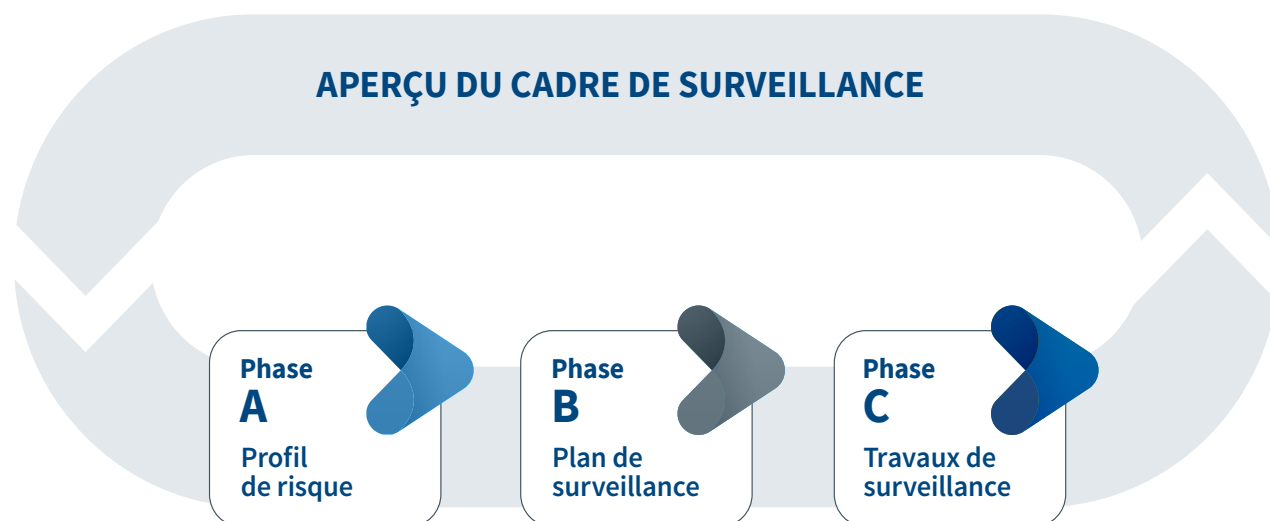 APERÇU DU CADRE DE SURVEILLANCE
Phase
A
Profil
de risque
Phase
B
Plan de
surveillance
Phase
C
Travaux de
surveillance